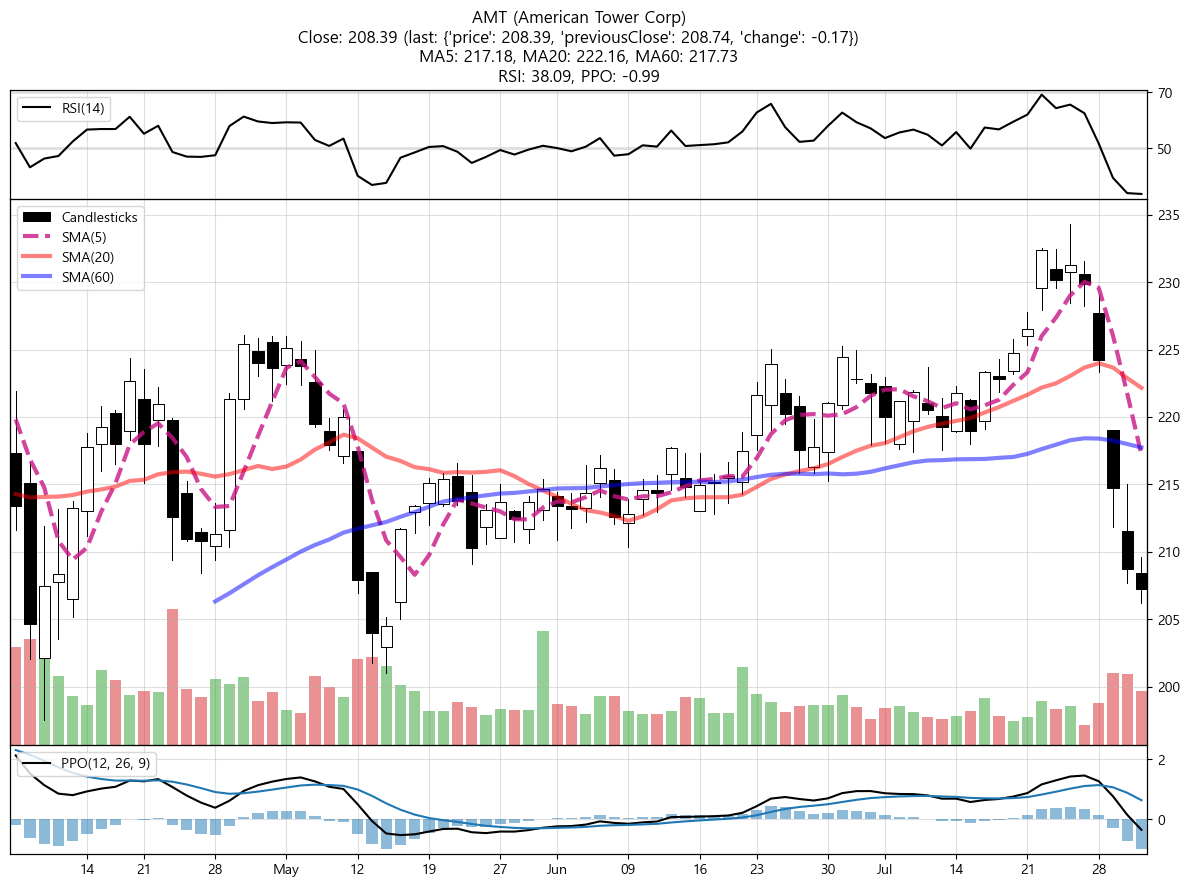 AMT (American Tower Corp)
Close: 208.39 (last: {'price': 208.39, 'previousClose': 208.74, 'change': -0.17})
MA5: 217.18, MA20: 222.16, MA60: 217.73
RSI: 38.09, PPO: -0.99
RSI(14)
70
50
Candlesticks
SMA(5)
SMA(20)
SMA(60)
235
230
225
220
215
210
205
200
PPO(12, 26, 9)
2
0
14 21 28 May 12 19 27 Jun 09 16 23 30 Jul 14 21 28